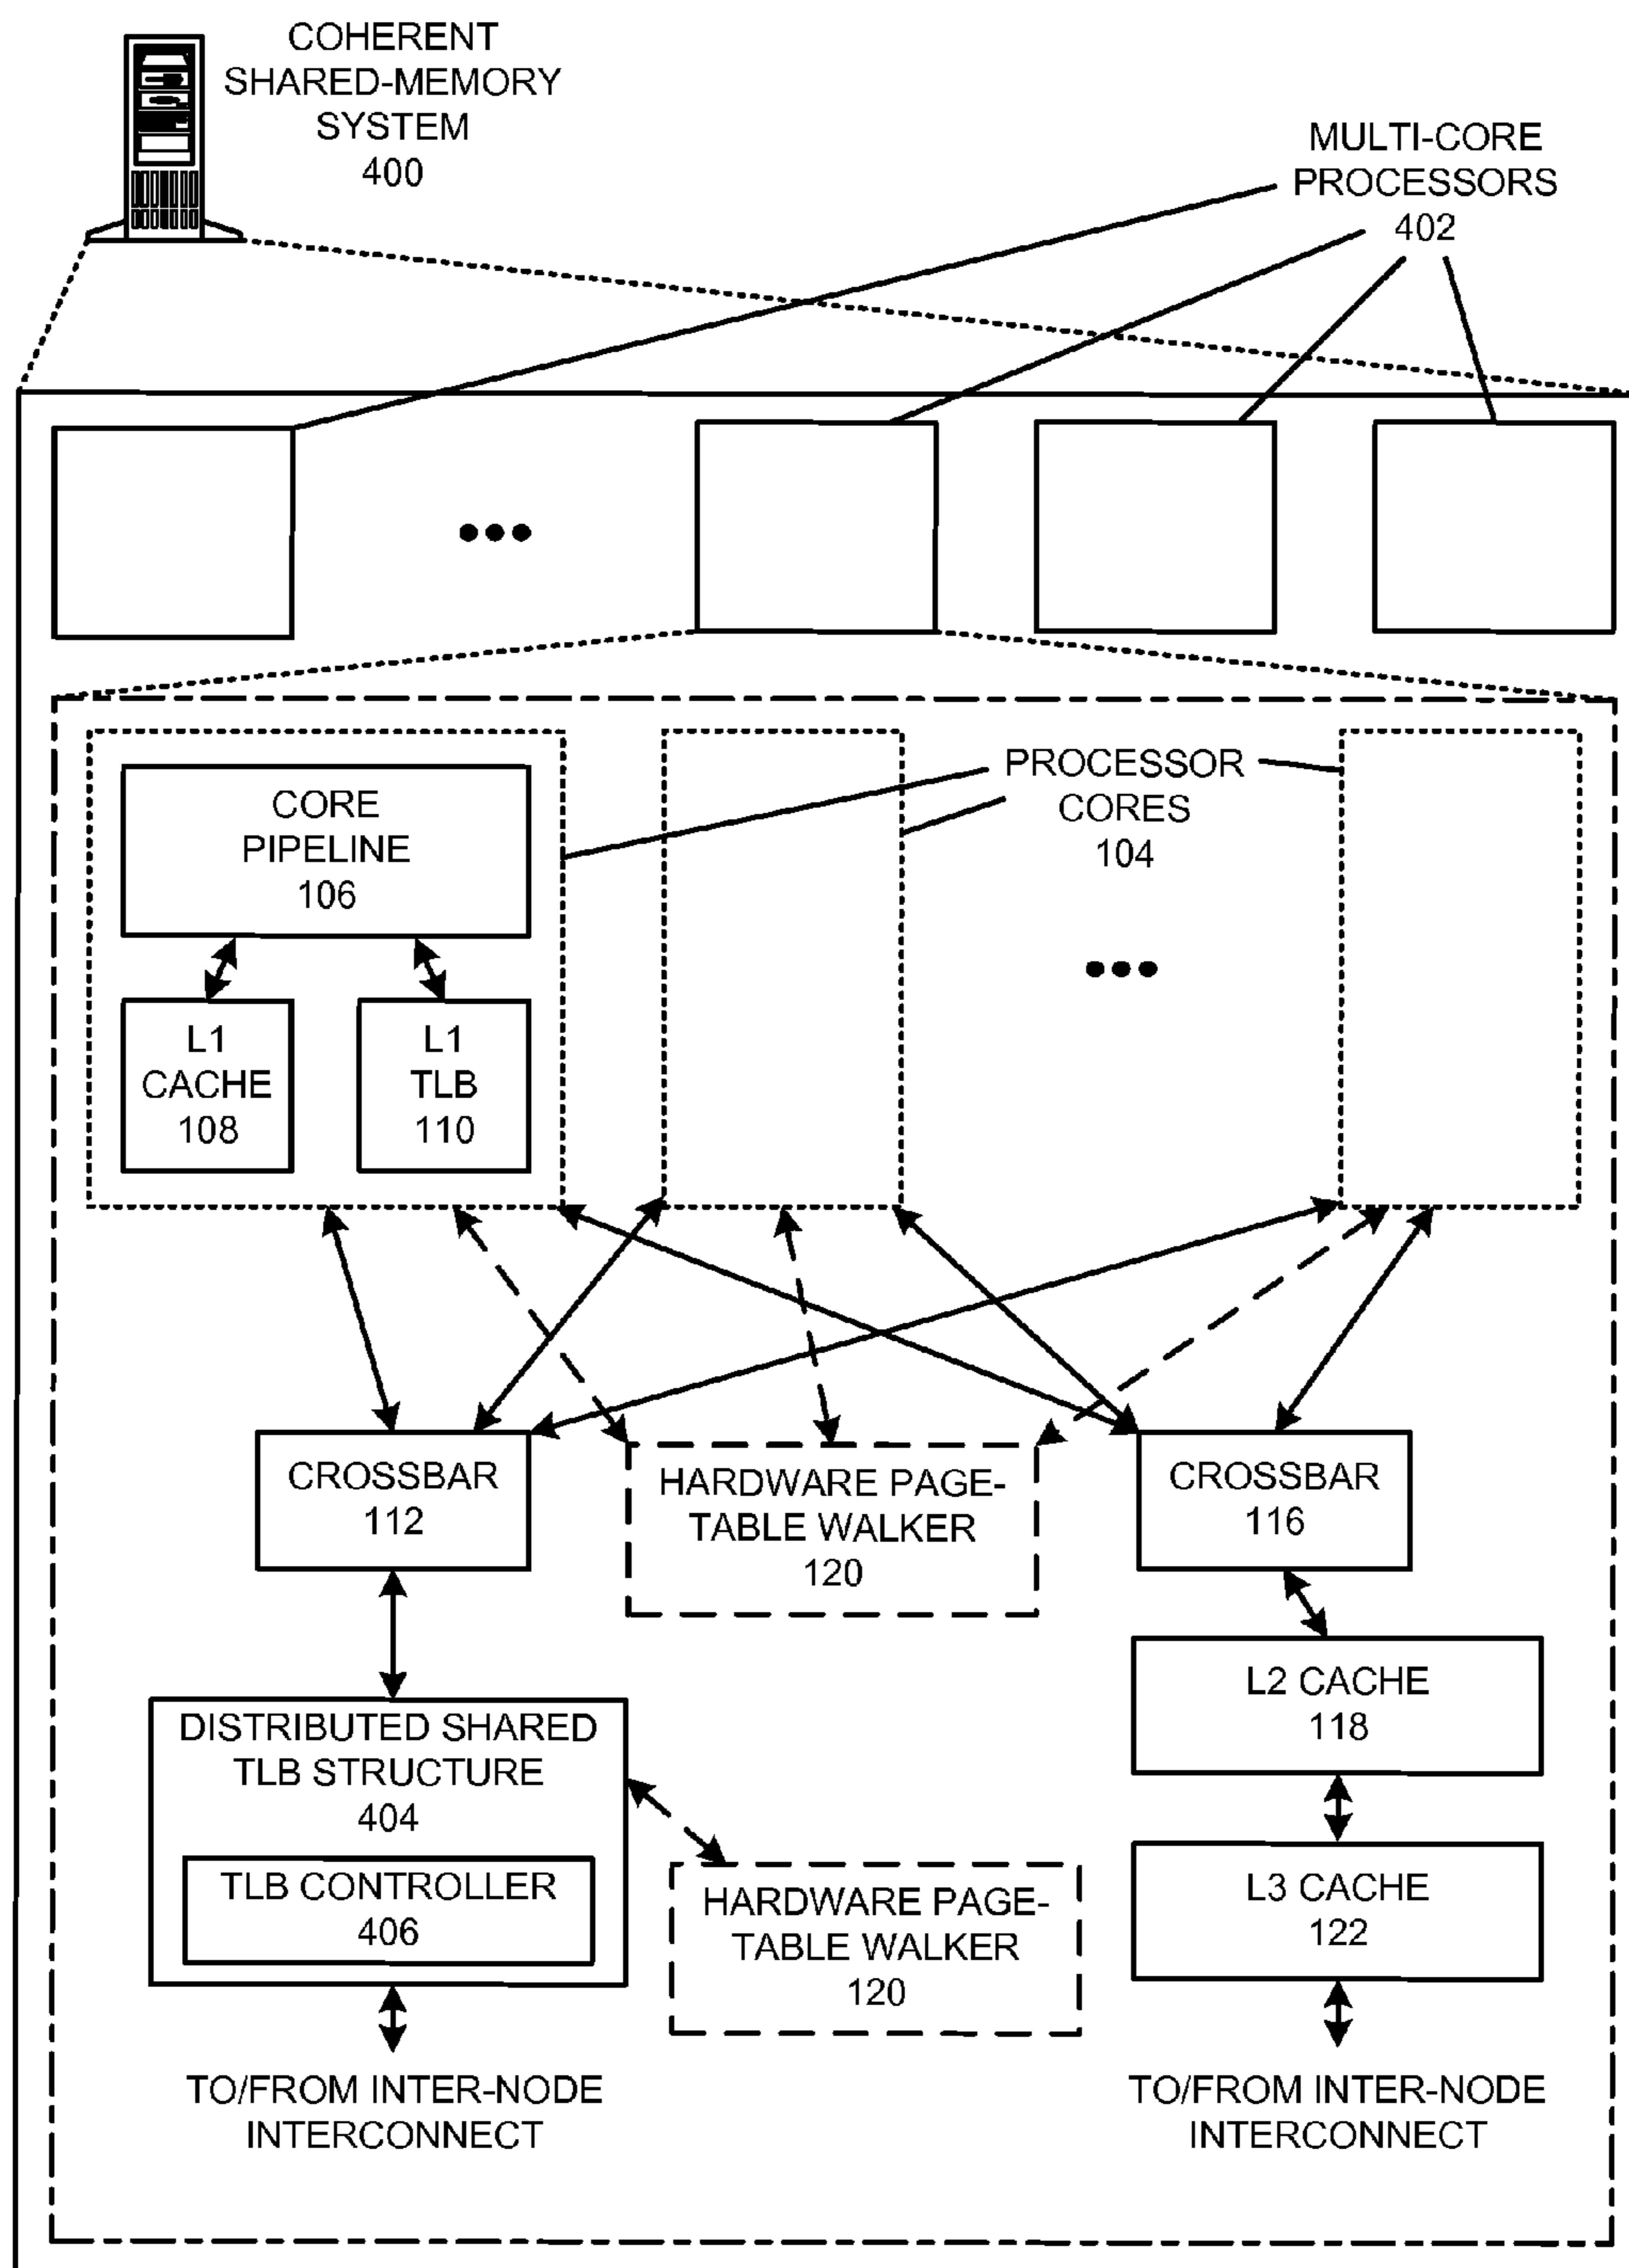 COHERENT
SHARED-MEMORY
SYSTEM
400
MULTI-CORE
PROCESSORS
402
PROCESSOR
CORES
104
CORE
PIPELINE
106
L1
CACHE
108
L1
TLB
110
CROSSBAR
112
HARDWARE PAGE-
TABLE WALKER
120
CROSSBAR
116
L2 CACHE
118
DISTRIBUTED SHARED
TLB STRUCTURE
404
TLB CONTROLLER
406
HARDWARE PAGE-
TABLE WALKER
120
L3 CACHE
122
TO/FROM INTER-NODE
INTERCONNECT
TO/FROM INTER-NODE
INTERCONNECT